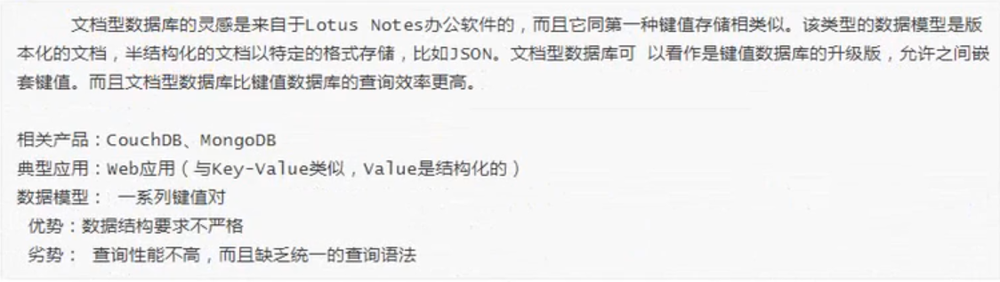 文档型数据库的灵感是来自于Lotus Notes办公软件的，而且它同第一种键值存储相类似。该类型的数据模型是版
本化的文档，半结构化的文档以特定的格式存储，比如JSON。文档型数据库可 以看作是键值数据库的升级版，允许之间嵌
套键值。而且文档型数据库比键值数据库的查询效率更高。
相关产品：CouchDB、MongoDB
典型应用：Web应用（与Key-Value类似，Value是结构化的）
数据模型： 一系列键值对
优势：数据结构要求不严格
劣势： 查询性能不高，而且缺乏统一的查询语法